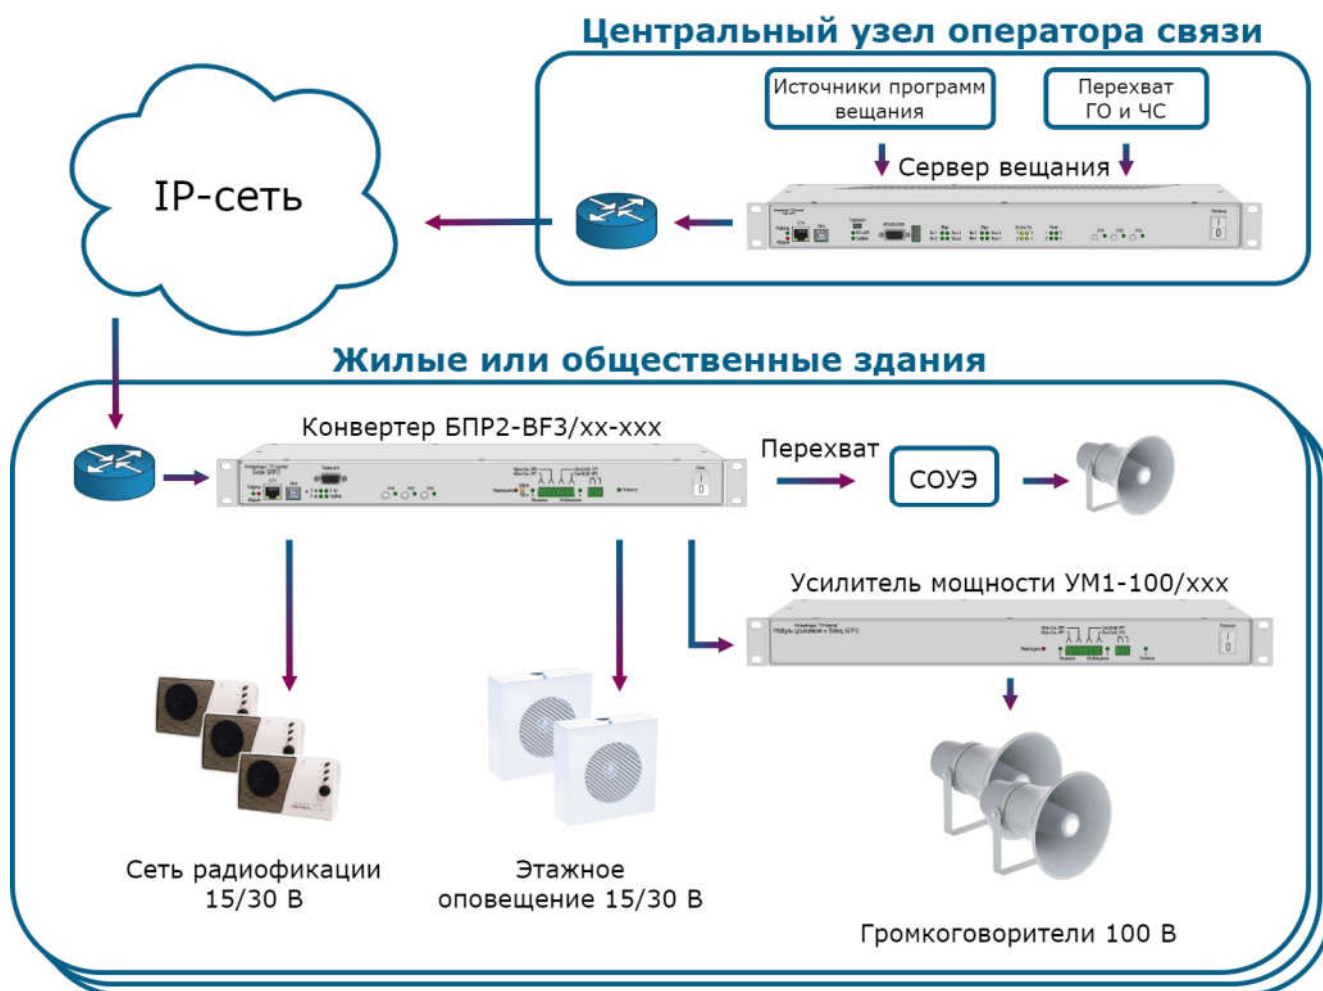 Центральный узел оператора связи
Источники программ
вещания
Перехват
ГО и ЧС
Сервер вещания
IP-сеть
Жилые или общественные здания
Конвертер БПР2-BF3/xx-xxx
Перехват
СОУЭ
Усилитель мощности УМ1-100/xxx
Сеть радиофикации
15/30 В
Этажное
оповещение 15/30 В
Громкоговорители 100 В